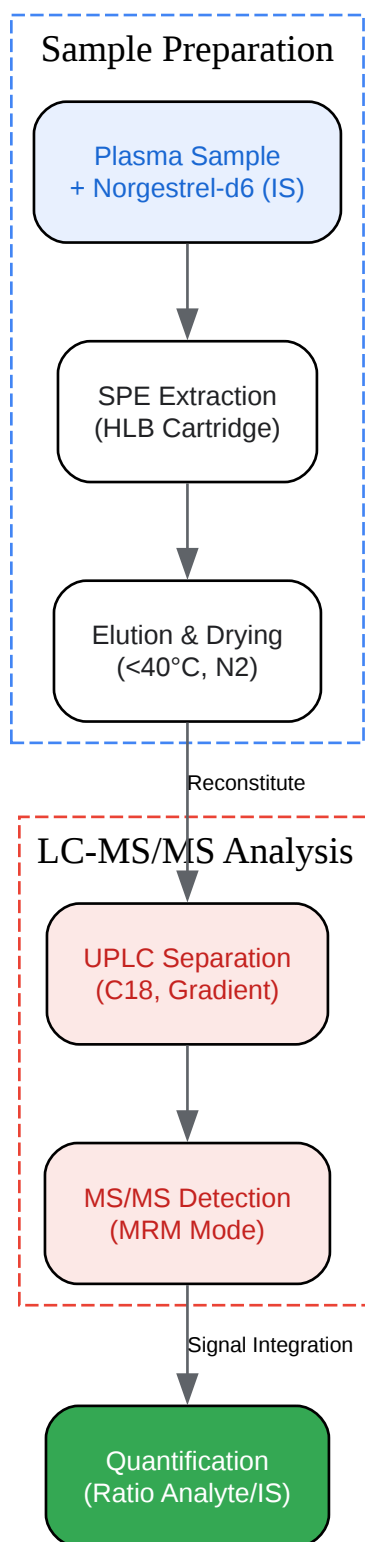 Sample Preparation
Plasma Sample
+ Norgestrel-d6 (IS)
SPE Extraction
(HLB Cartridge)
Elution & Drying
(<40°C, N2)
Reconstitute
LC-MS/MS Analysis
UPLC Separation
(C18, Gradient)
MS/MS Detection
(MRM Mode)
Signal Integration
Quantification
(Ratio Analyte/IS)